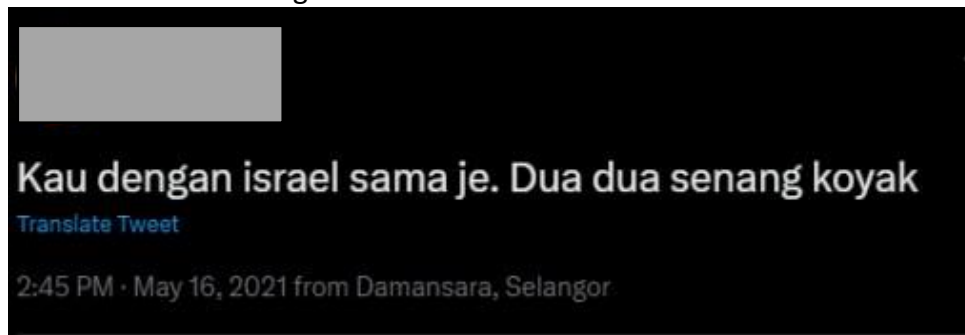 Kau dengan israel sama je. Dua dua senang koyak
Translate Tweet
2:45 PM · May 16, 2021 from Damansara, Selangor